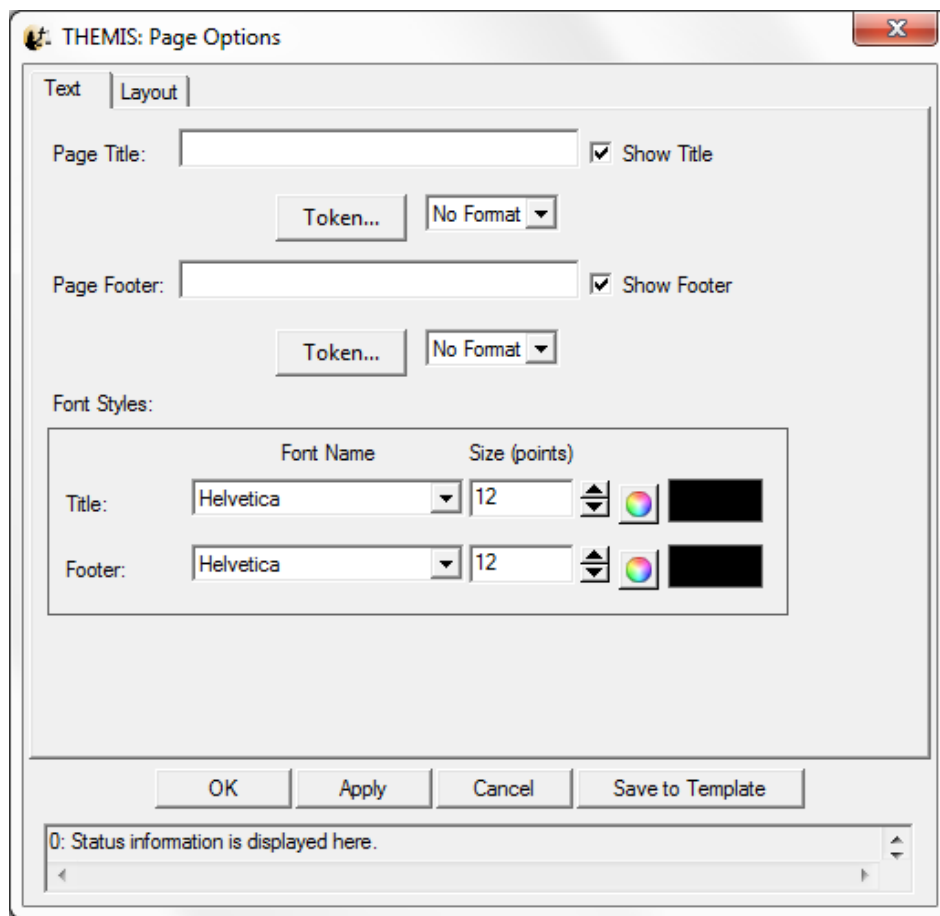 THEMIS: Page Options
Text Layout
Page Title: Show Title
Token... No Format
Page Footer: Show Footer
Token... No Format
Font Styles:
Font Name Size (points)
Title: Helvetica 12
Footer: Helvetica 12
OK Apply Cancel Save to Template
0: Status information is displayed here.